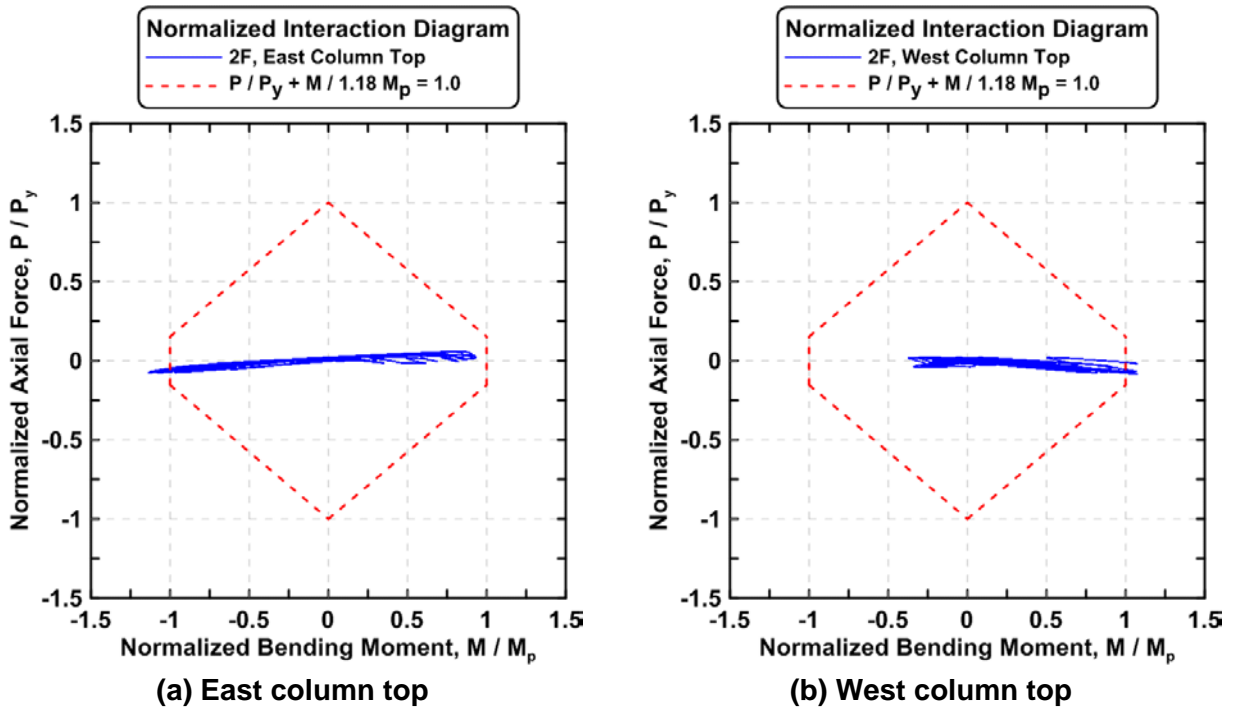 Normalized Interaction Diagram
2F, East Column Top
P / Py + M / 1.18 Mp = 1.0
1.5
1
0.5
0
-0.5
-1
-1.5
Normalized Axial Force, P / Py
-1.5 -1 -0.5 0 0.5 1 1.5
Normalized Bending Moment, M / Mp
(a) East column top
Normalized Interaction Diagram
2F, West Column Top
P / Py + M / 1.18 Mp = 1.0
1.5
1
0.5
0
-0.5
-1
-1.5
Normalized Axial Force, P / Py
-1.5 -1 -0.5 0 0.5 1 1.5
Normalized Bending Moment, M / Mp
(b) West column top